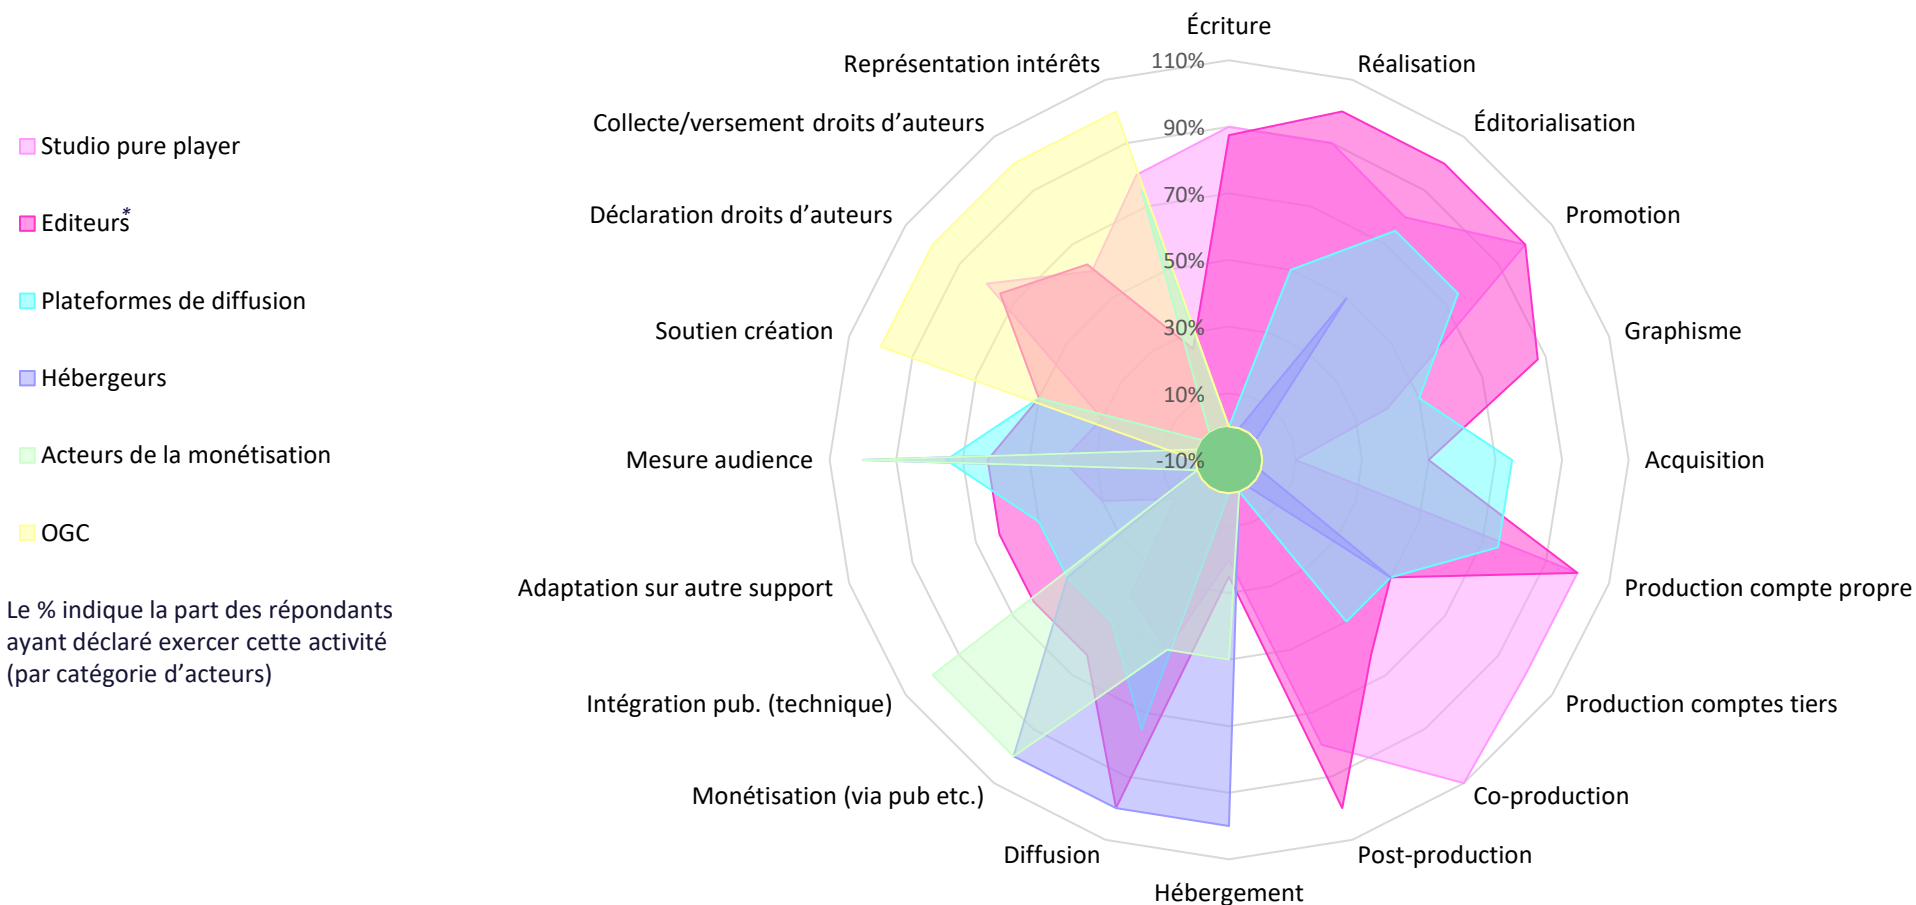 Studio pure player
Editeurs*
Plateformes de diffusion
Hébergeurs
Acteurs de la monétisation
OGC
Le % indique la part des répondants
ayant déclaré exercer cette activité
(par catégorie d’acteurs)
Écriture
Réalisation
Éditorialisation
Promotion
Graphisme
Acquisition
Production compte propre
Production comptes tiers
Co-production
Post-production
Hébergement
Diffusion
Monétisation (via pub etc.)
Intégration pub. (technique)
Adaptation sur autre support
Mesure audience
Soutien création
Déclaration droits d’auteurs
Collecte/versement droits d’auteurs
Représentation intérêts
110%
90%
70%
50%
30%
10%
-10%